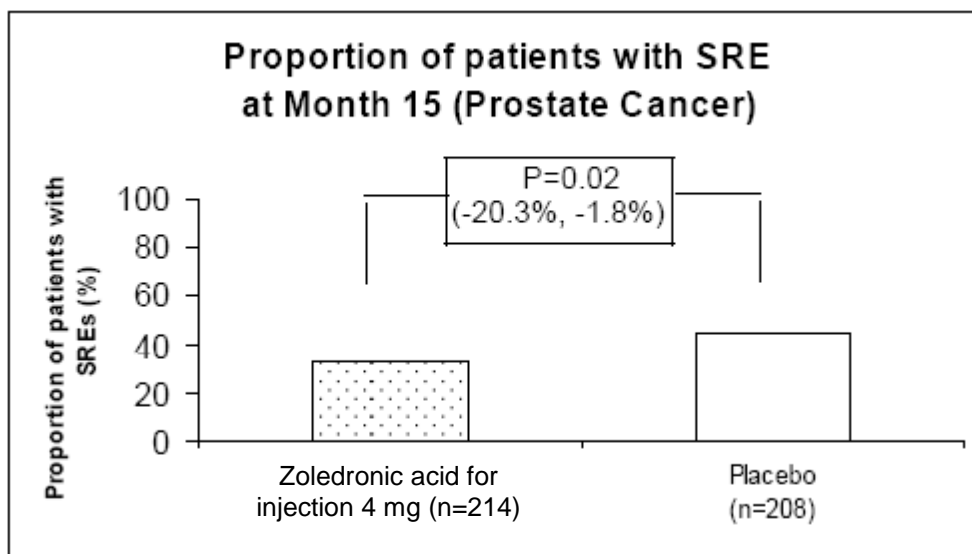 Proportion of patients with SRE
at Month 15 (Prostate Cancer)
P=0.02
(-20.3%, -1.8%)
Proportion of patients with
SREs (%)
100
80
60
40
20
0
Zoledronic acid for
injection 4 mg (n=214)
Placebo
(n=208)